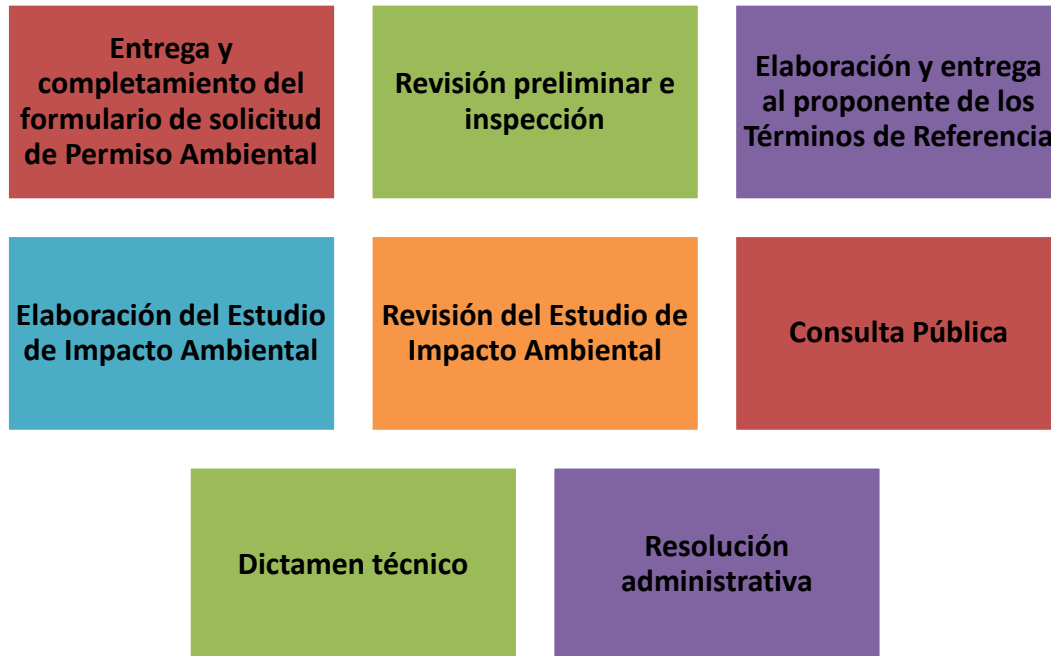 Entrega y
completamiento del
formulario de solicitud
de Permiso Ambiental
Revisión preliminar e
inspección
Elaboración y entrega
al proponente de los
Términos de Referencia
Elaboración del Estudio
de Impacto Ambiental
Revisión del Estudio de
Impacto Ambiental
Consulta Pública
Dictamen técnico
Resolución
administrativa